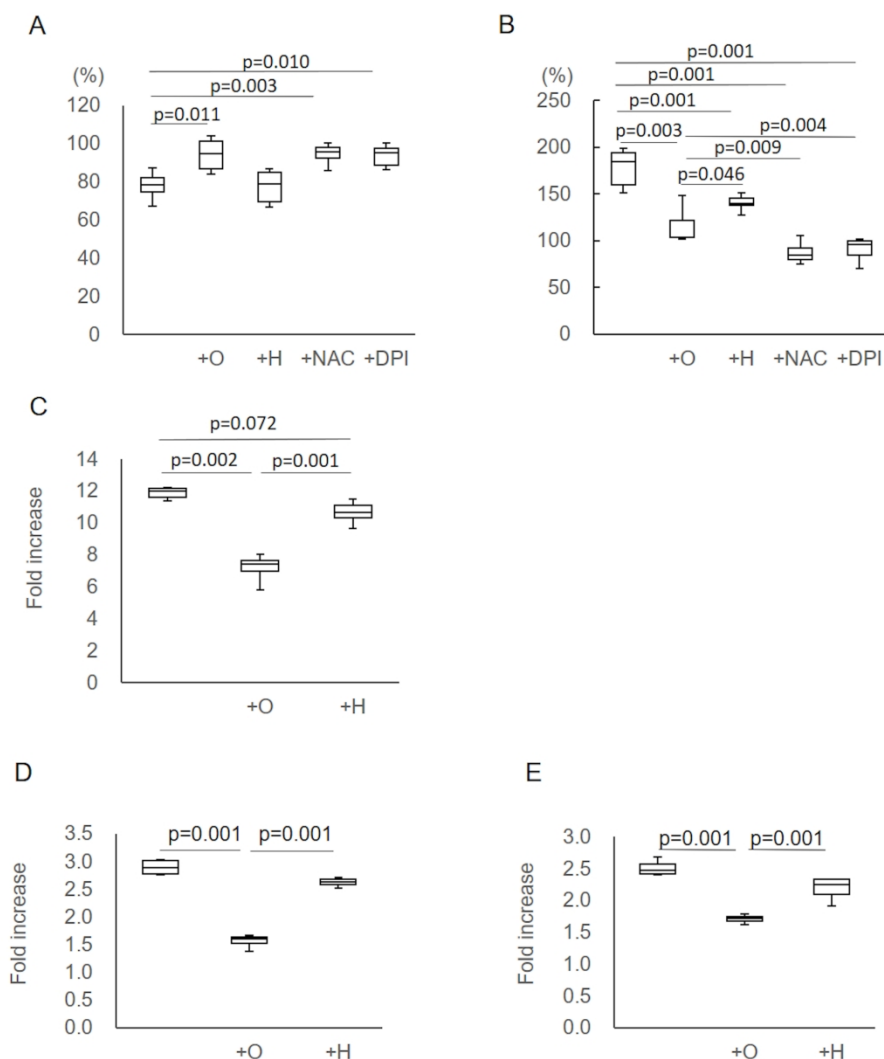 A
(%)
p=0.010
p=0.003
p=0.011
120
100
80
60
40
20
0
+O +H +NAC +DPI
B
(%)
p=0.001
p=0.001
p=0.001
p=0.003 p=0.004
p=0.009
p=0.046
250
200
150
100
50
0
+O +H +NAC +DPI
C
p=0.072
p=0.002 p=0.001
Fold increase
14
12
10
8
6
4
2
0
+O +H
D
p=0.001 p=0.001
Fold increase
3.5
3.0
2.5
2.0
1.5
1.0
0.5
0.0
+O +H
E
p=0.001 p=0.001
Fold increase
3.0
2.5
2.0
1.5
1.0
0.5
0.0
+O +H